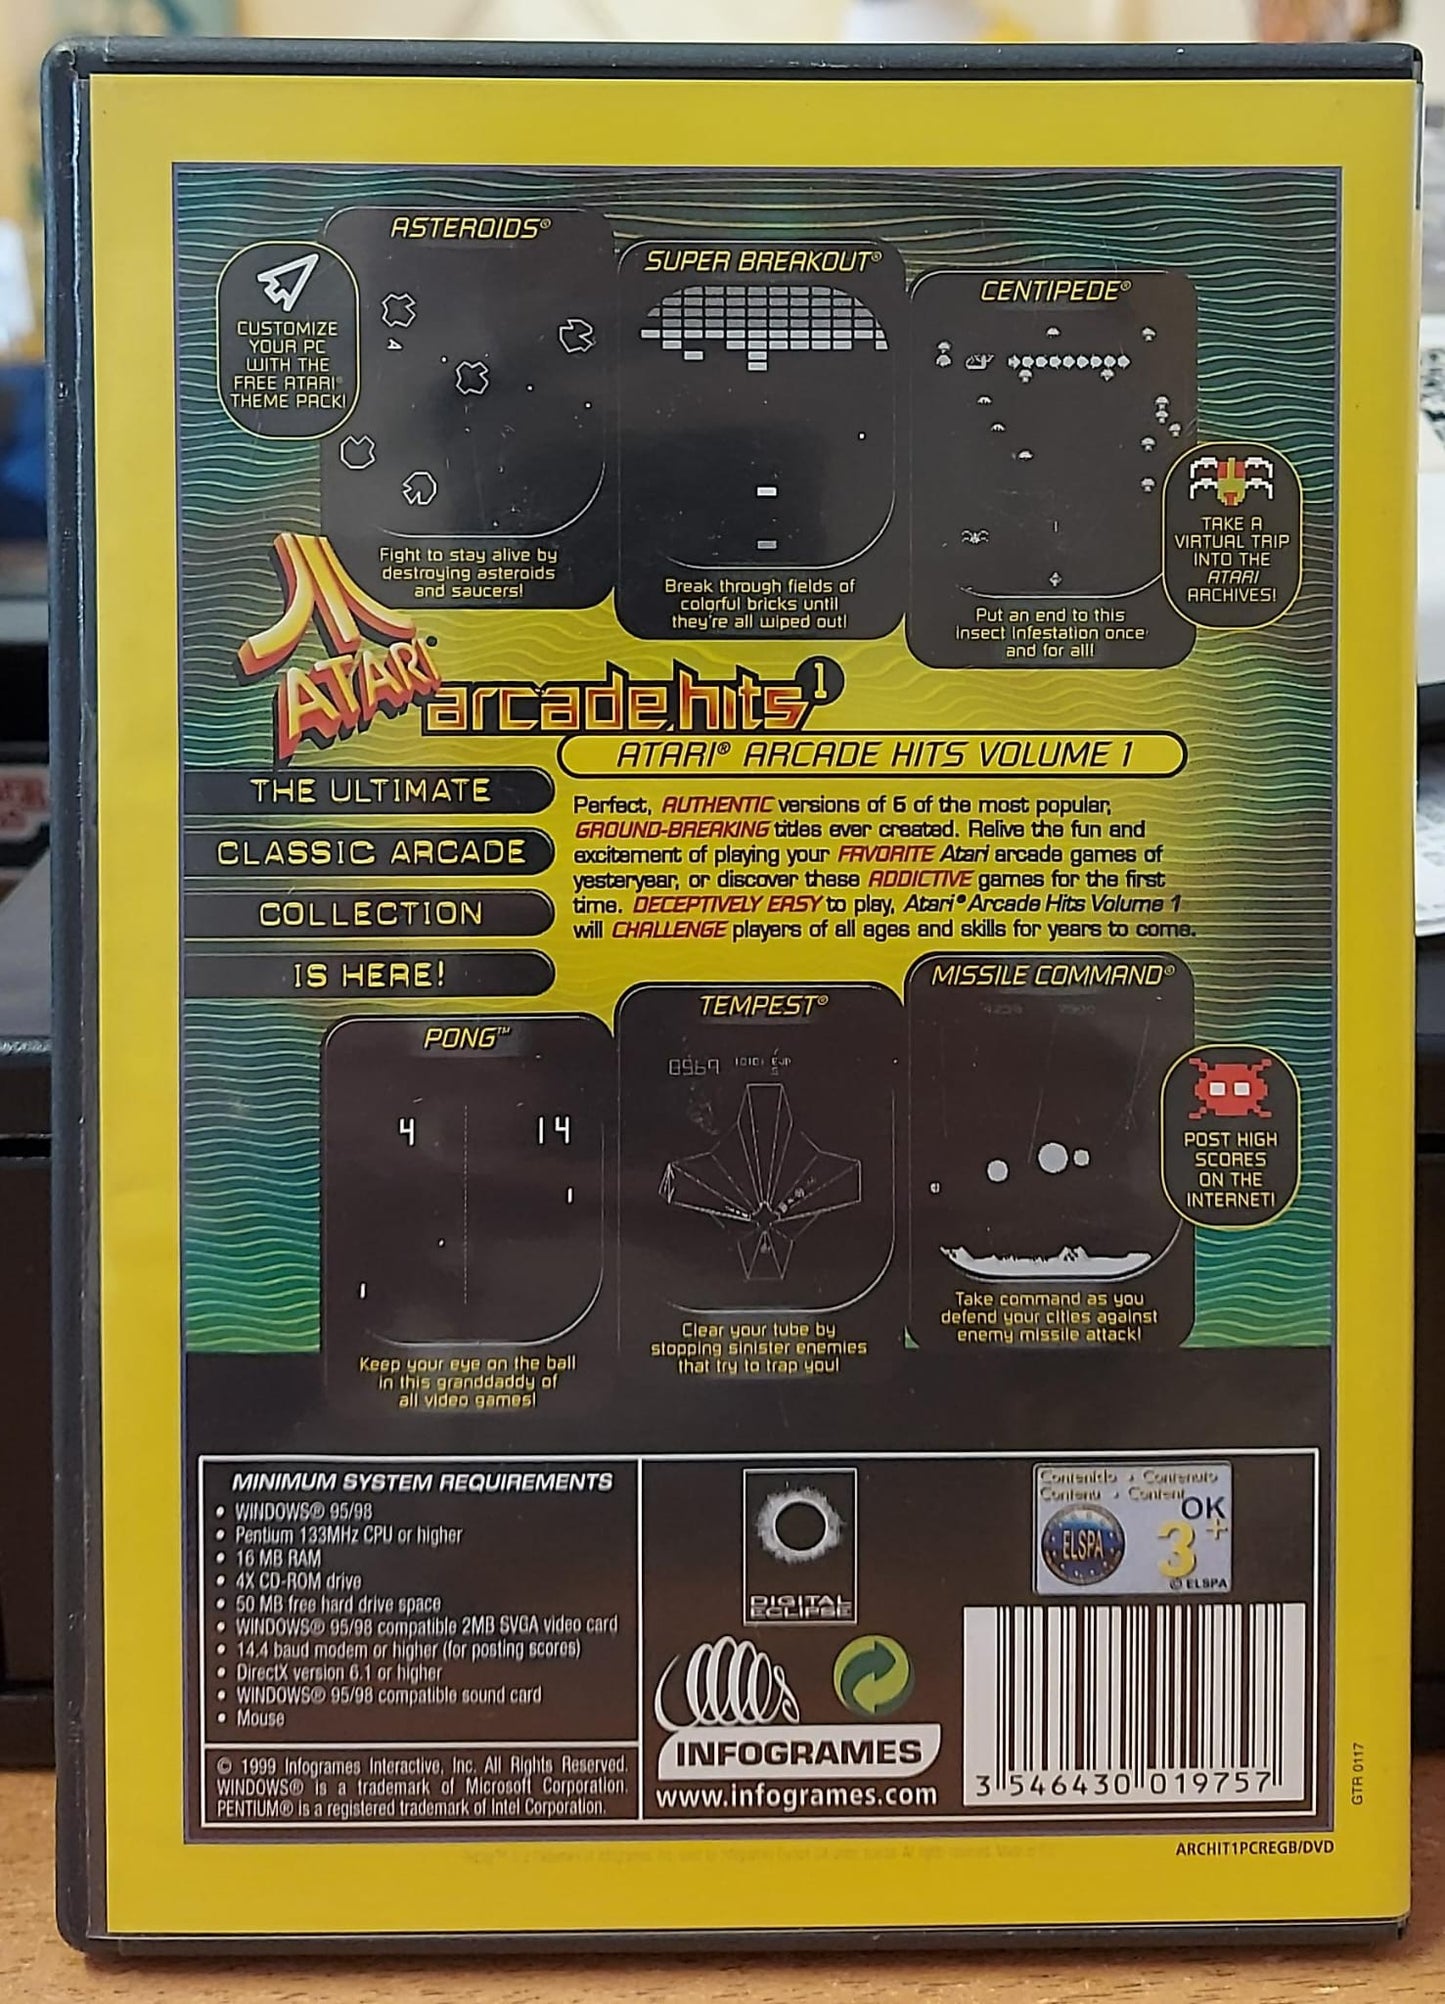 ASTEROIDS®
SUPER BREAKOUT®
CENTIPEDE®
CUSTOMIZE
YOUR PC
WITH THE
FREE ATARI®
THEME PACK!
TAKE A
VIRTUAL TRIP
INTO THE
ATARI
ARCHIVES!
Fight to stay alive by
destroying asteroids
and saucers!
Break through fields of
colorful bricks until
they're all wiped out!
Put an end to this
insect infestation once
and for all!
ATARI®
arcade hits 1
ATARI® ARCADE HITS VOLUME 1
THE ULTIMATE
CLASSIC ARCADE
COLLECTION
IS HERE!
Perfect, AUTHENTIC versions of 6 of the most popular,
GROUND-BREAKING titles ever created. Relive the fun and
excitement of playing your FAVORITE Atari arcade games of
yesteryear, or discover these ADDICTIVE games for the first
time. DECEPTIVELY EASY to play, Atari® Arcade Hits Volume 1
will CHALLENGE players of all ages and skills for years to come.
PONG™
TEMPEST®
MISSILE COMMAND®
4 14
8969
POST HIGH
SCORES
ON THE
INTERNET!
Keep your eye on the ball
in this granddaddy of
all video games!
Clear your tube by
stopping sinister enemies
that try to trap you!
Take command as you
defend your cities against
enemy missile attack!
MINIMUM SYSTEM REQUIREMENTS
• WINDOWS® 95/98
• Pentium 133MHz CPU or higher
• 16 MB RAM
• 4X CD-ROM drive
• 50 MB free hard drive space
• WINDOWS® 95/98 compatible 2MB SVGA video card
• 14.4 baud modem or higher (for posting scores)
• DirectX version 6.1 or higher
• WINDOWS® 95/98 compatible sound card
• Mouse
© 1999 Infogrames Interactive, Inc. All Rights Reserved.
WINDOWS® is a trademark of Microsoft Corporation.
PENTIUM® is a registered trademark of Intel Corporation.
DIGITAL
ECLIPSE
INFOGRAMES
www.infogrames.com
Contenido • Contenuto
Contenu • Content
OK
ELSPA
3+
© ELSPA
3 546430 019757
GTR 0117
ARCHIT1PCREGB/DVD